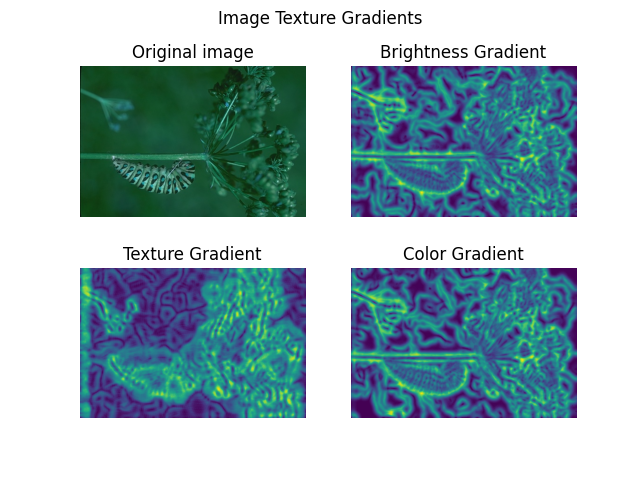 Image Texture Gradients
Original image
Brightness Gradient
Texture Gradient
Color Gradient